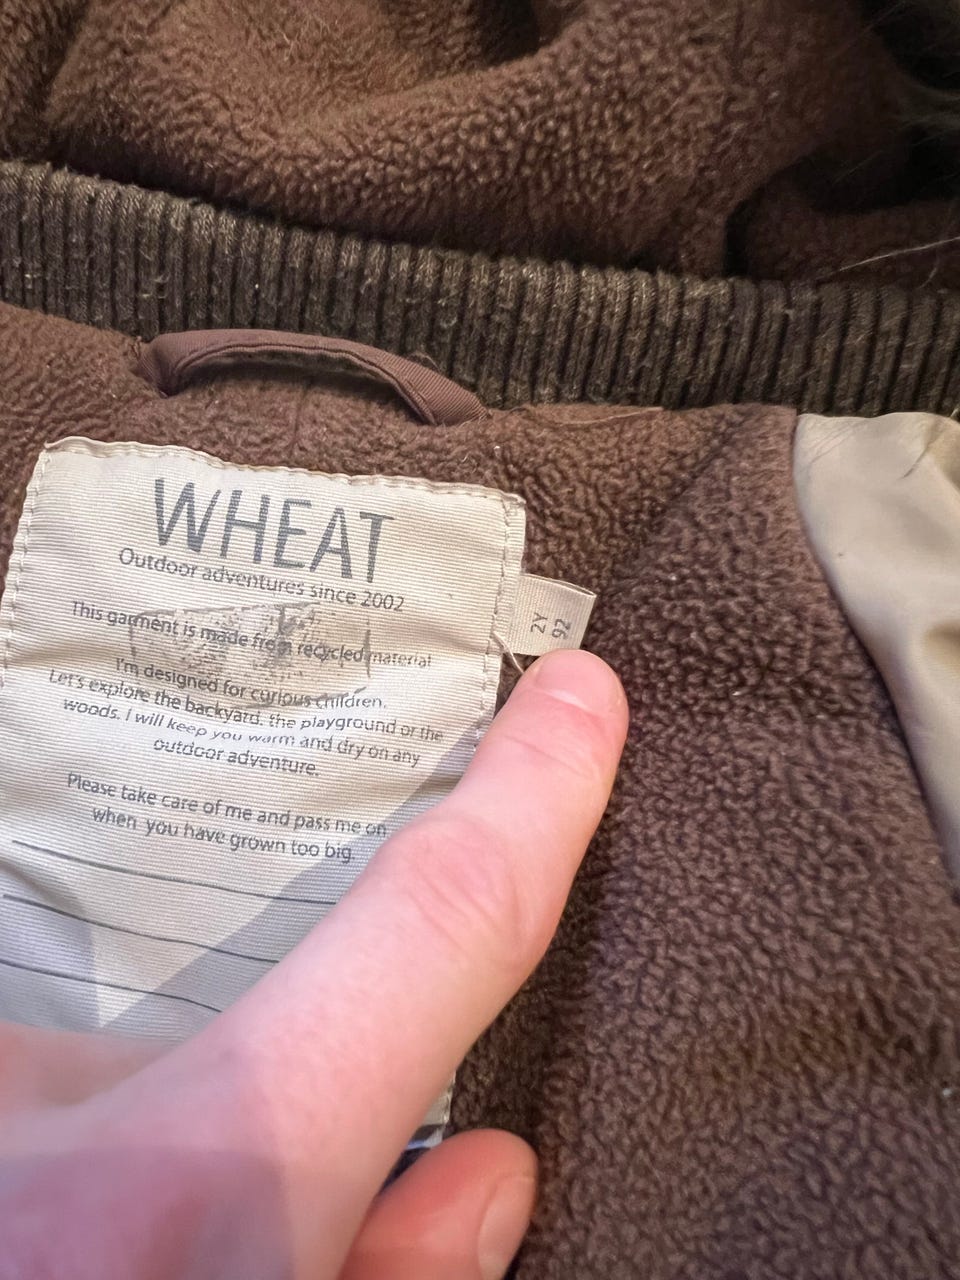 WHEAT
Outdoor adventures since 2002
This garment is made from recycled material
I'm designed for curious children.
Let's explore the backyard, the playground or the
woods. I will keep you warm and dry on any
outdoor adventure.
Please take care of me and pass me on
when you have grown too big.
2Y
92